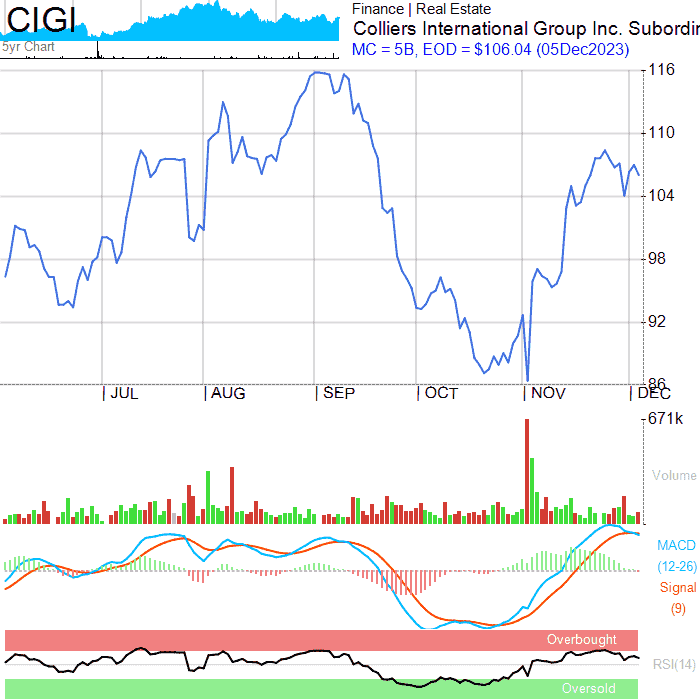 CIGI
5yr Chart
Finance | Real Estate
Colliers International Group Inc. Subordin
MC = 5B, EOD = $106.04 (05Dec2023)
116
110
104
98
92
86
| JUL | AUG | SEP | OCT | NOV | DEC
671k
Volume
MACD
(12-26)
Signal
(9)
Overbought
RSI(14)
Oversold